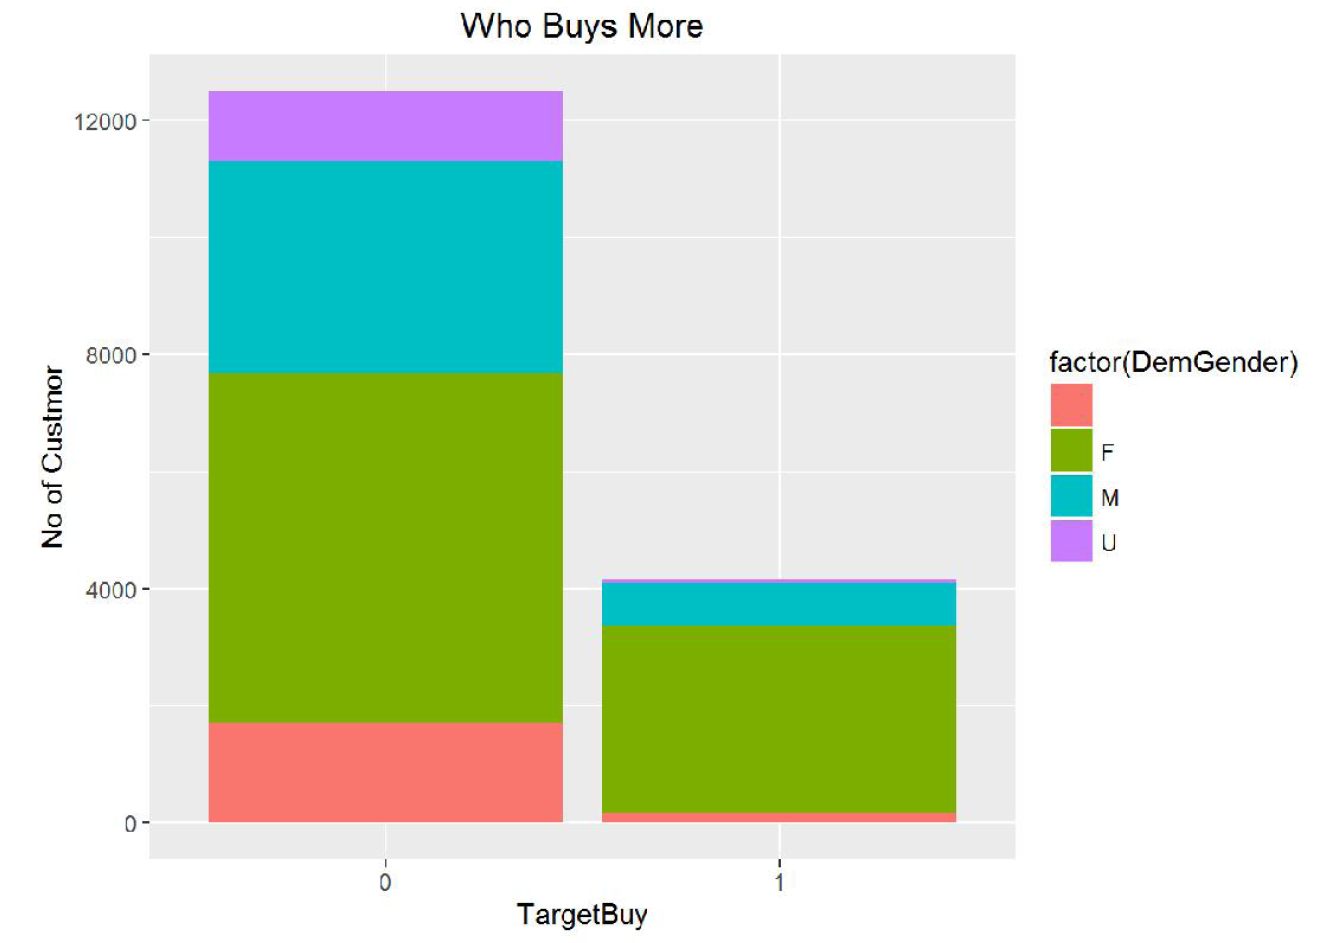 Who Buys More
12000
8000
4000
0
No of Custmor
0
1
TargetBuy
factor(DemGender)
F
M
U